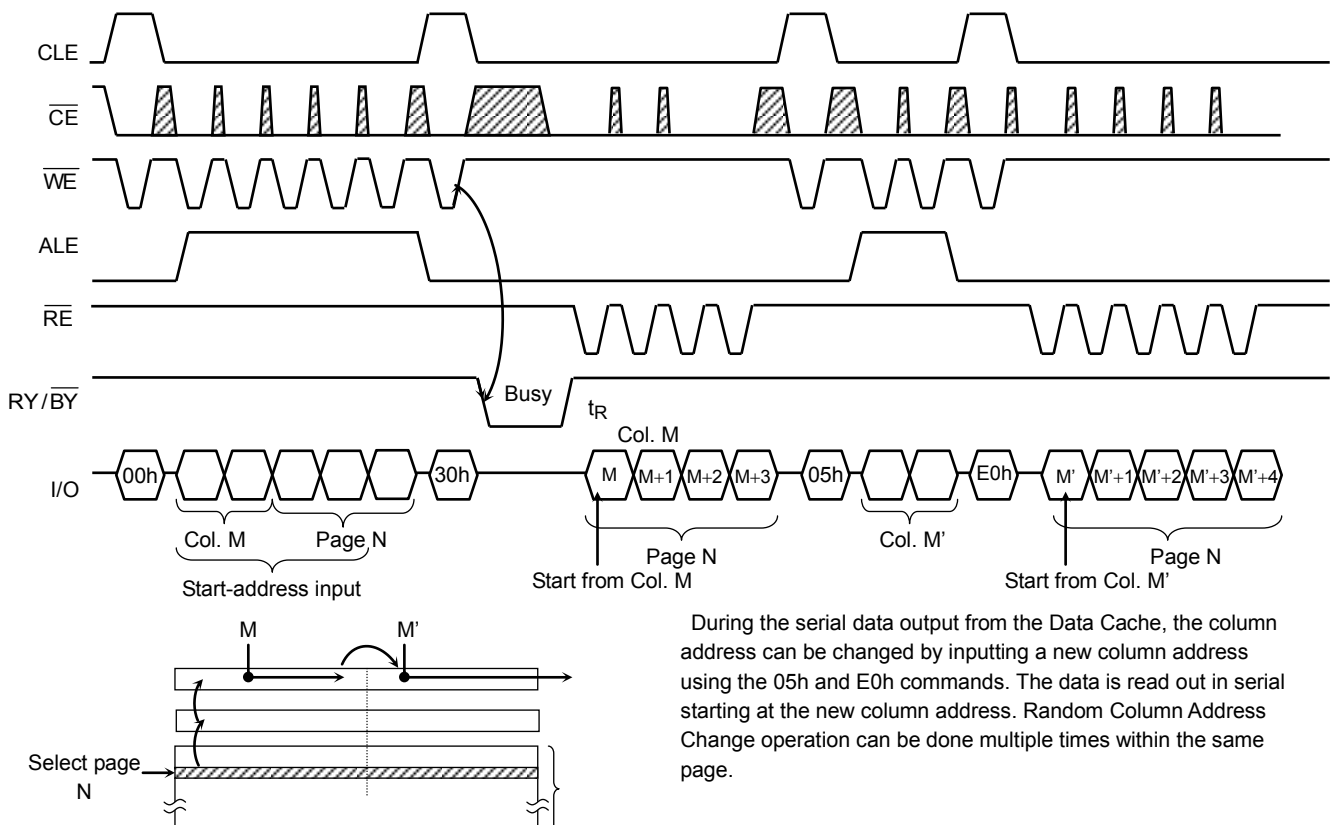 CLE
CE
WE
ALE
RE
RY/BY
Busy
tR
Col. M
I/O
00h
30h
M
M+1
M+2
M+3
05h
E0h
M'
M'+1
M'+2
M'+3
M'+4
Col. M
Page N
Start-address input
Page N
Start from Col. M
Col. M'
Page N
Start from Col. M'
M
M'
Select page
N
During the serial data output from the Data Cache, the column
address can be changed by inputting a new column address
using the 05h and E0h commands. The data is read out in serial
starting at the new column address. Random Column Address
Change operation can be done multiple times within the same
page.